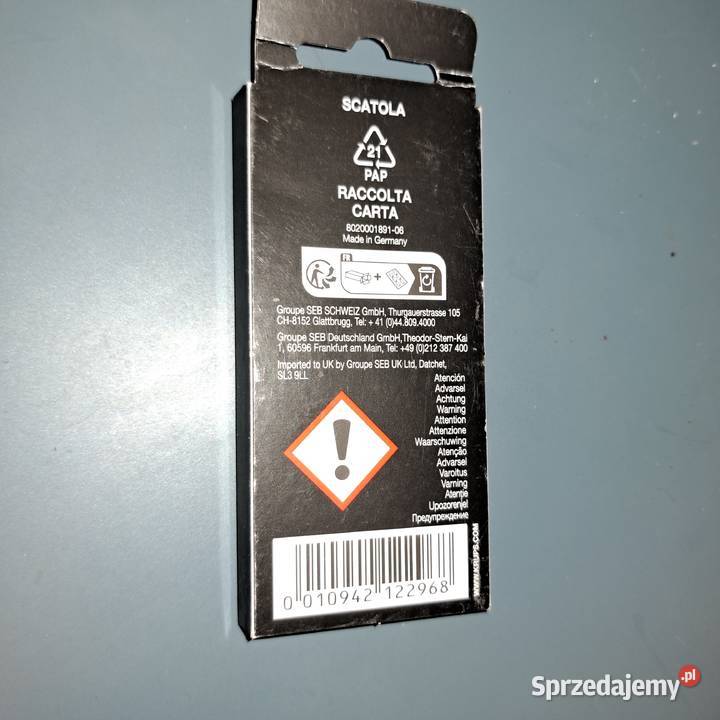 SCATOLA
21
PAP
RACCOLTA
CARTA
8020001891-06
Made in Germany
FR
+
Groupe SEB SCHWEIZ GmbH, Thurgauerstrasse 105
CH-8152 Glattbrugg, Tel: + 41 (0)44.809.4000
Groupe SEB Deutschland GmbH,Theodor-Stern-Kai
1, 60596 Frankfurt am Main, Tel: +49 (0)212 387 400
Imported to UK by Groupe SEB UK Ltd, Datchet,
SL3 9LL
Atención
Advarsel
Achtung
Warning
Attention
Attenzione
Waarschuwing
Atenção
Advarsel
Varoitus
Varning
Atenție
Upozorenje!
Предупреждение
WWW.KRUPS.COM
0 010942 122968
Sprzedajemy.pl